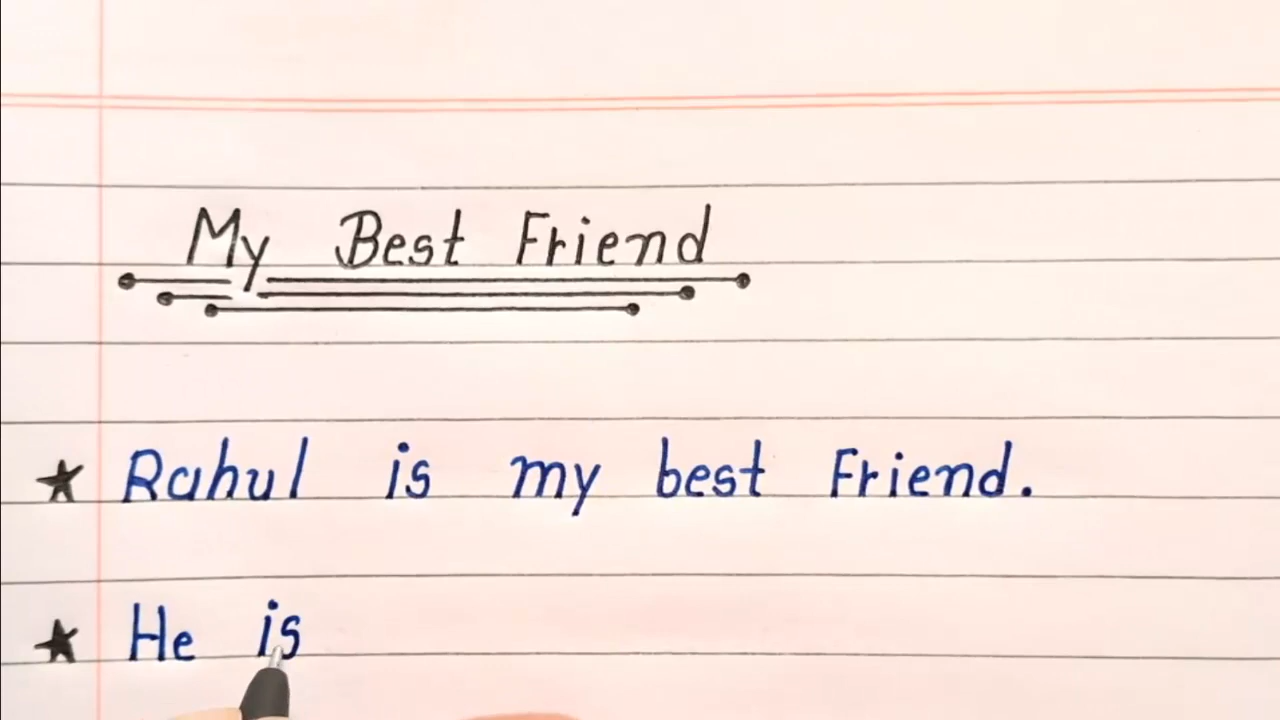 My Best Friend
★ Rahul is my best Friend.
★ He is